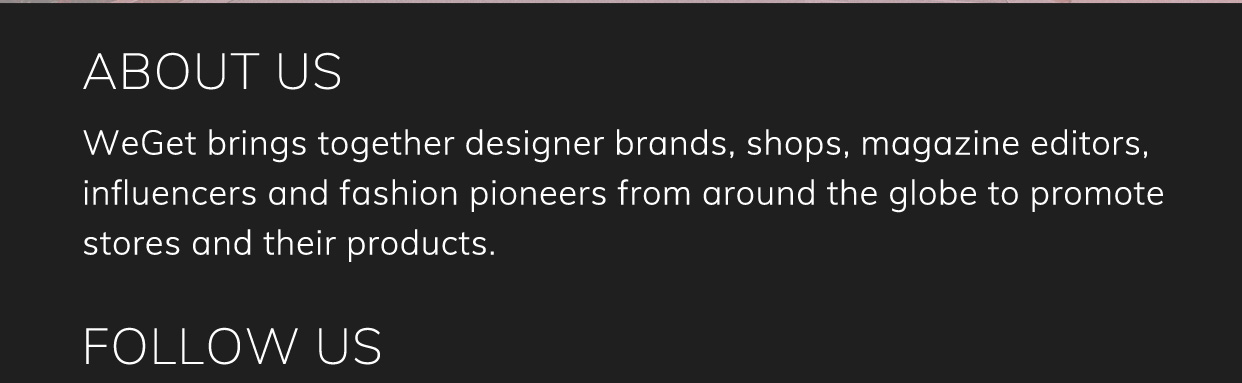 ABOUT US
WeGet brings together designer brands, shops, magazine editors,
influencers and fashion pioneers from around the globe to promote
stores and their products.
FOLLOW US